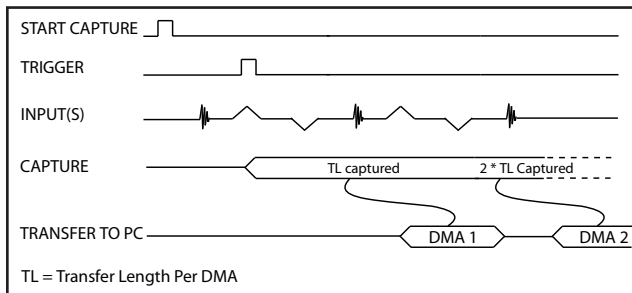 START CAPTURE
TRIGGER
INPUT(S)
CAPTURE
TL captured
2 * TL Captured
TRANSFER TO PC
DMA 1
DMA 2
TL = Transfer Length Per DMA